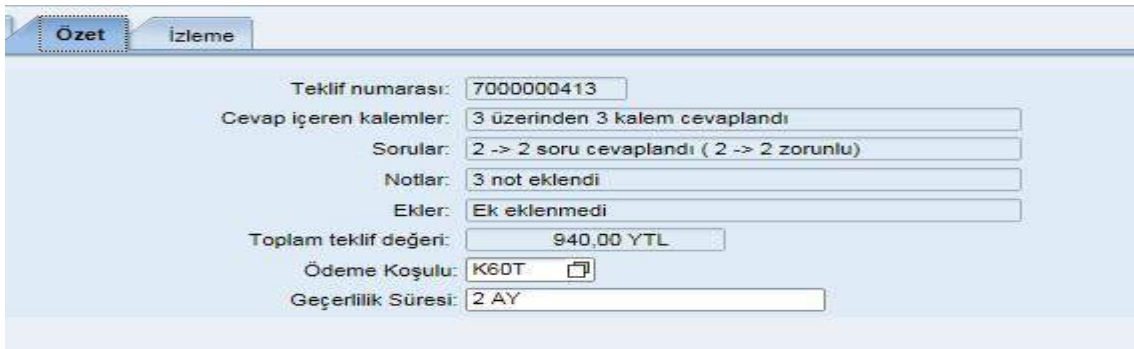 Özet İzleme
Teklif numarası: 7000000413
Cevap içeren kalemler: 3 üzerinden 3 kalem cevaplandı
Sorular: 2 -> 2 soru cevaplandı ( 2 -> 2 zorunlu)
Notlar: 3 not eklendi
Ekler: Ek eklenmedi
Toplam teklif değeri: 940,00 YTL
Ödeme Koşulu: K60T
Geçerlilik Süresi: 2 AY